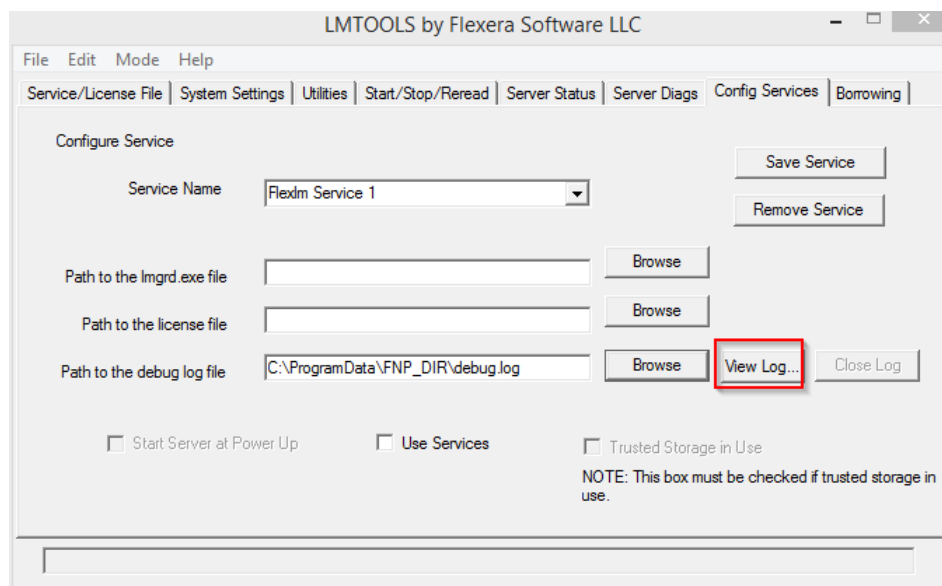 LMTOOLS by Flexera Software LLC
File Edit Mode Help
Service/License File System Settings Utilities Start/Stop/Reread Server Status Server Diags Config Services Borrowing
Configure Service
Save Service
Service Name Flexlm Service 1
Remove Service
Path to the lmgrd.exe file Browse
Path to the license file Browse
Path to the debug log file C:\ProgramData\FNP_DIR\debug.log Browse View Log... Close Log
Start Server at Power Up Use Services Trusted Storage in Use
NOTE: This box must be checked if trusted storage in
use.